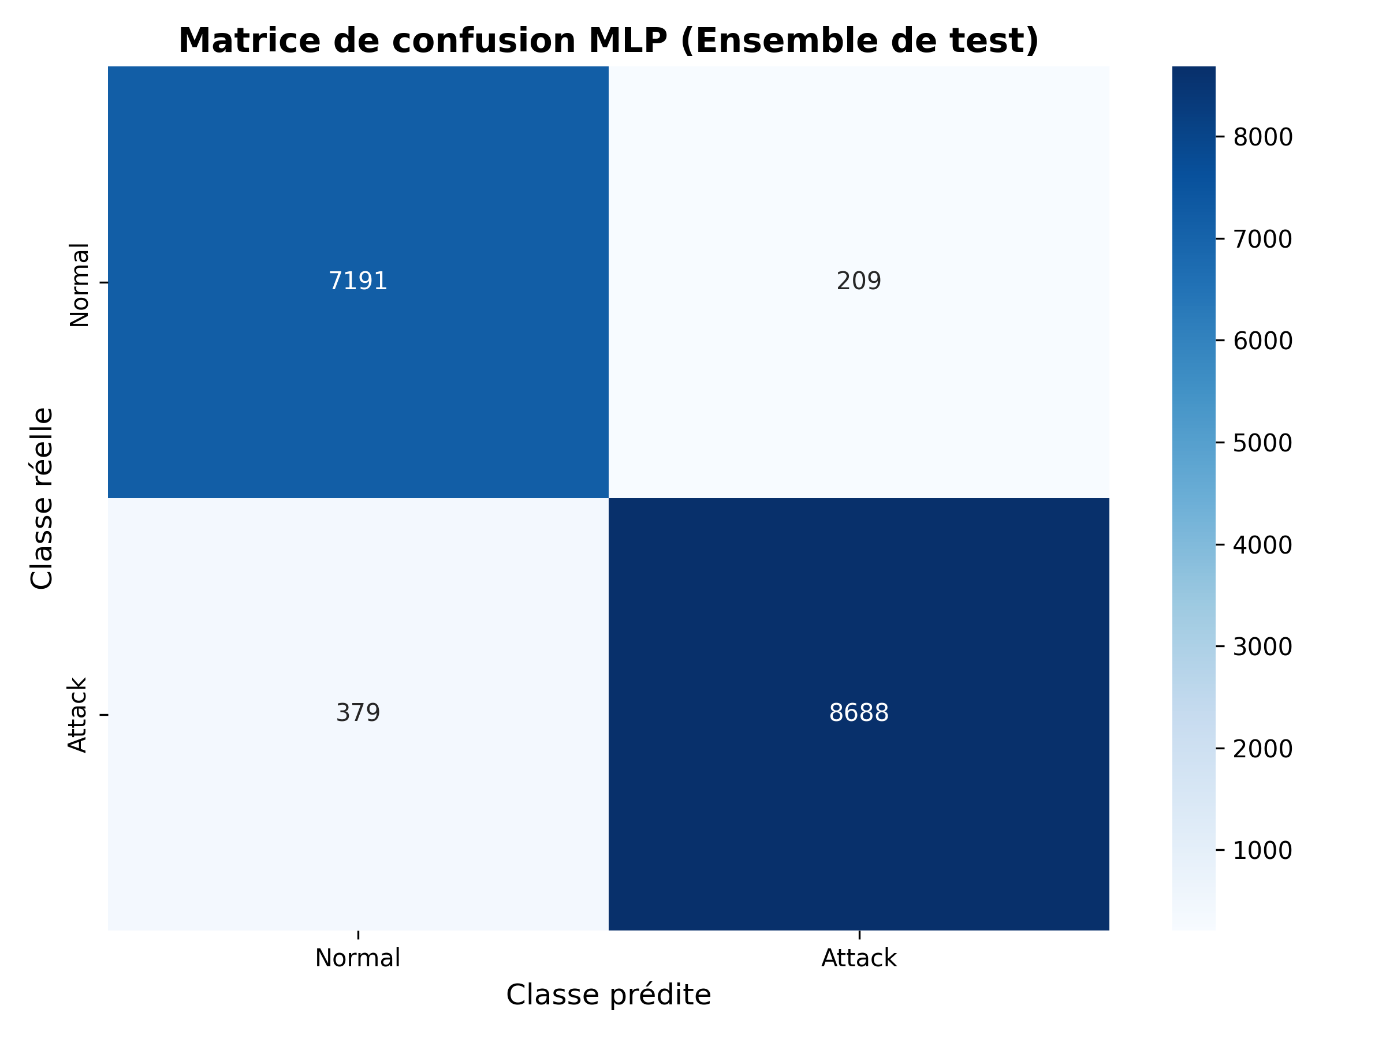 Matrice de confusion MLP (Ensemble de test)
Classe réelle
Normal
7191
209
Attack
379
8688
Normal
Attack
Classe prédite
8000
7000
6000
5000
4000
3000
2000
1000